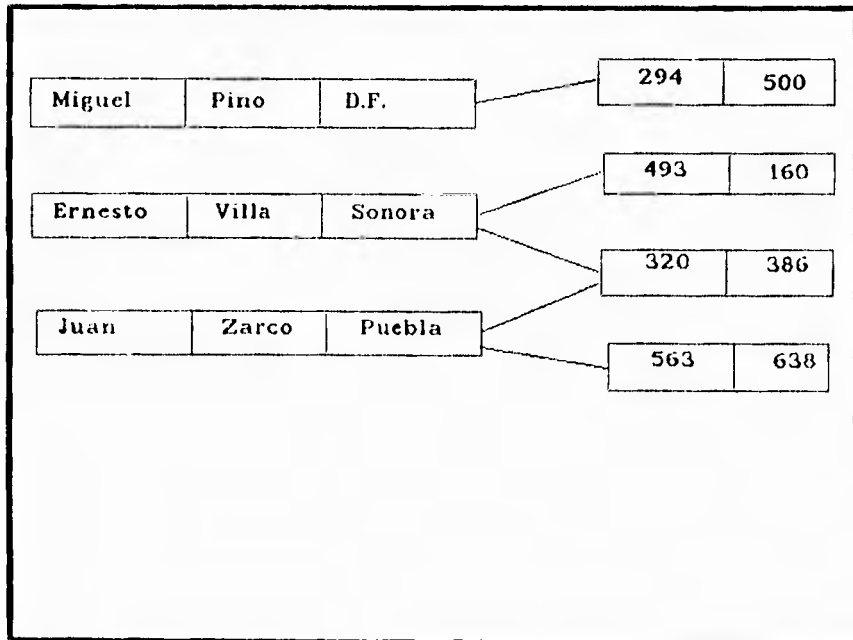 Miguel Pino D.F. 294 500
493 160
Ernesto Villa Sonora
320 386
Juan Zarco Puebla
563 638